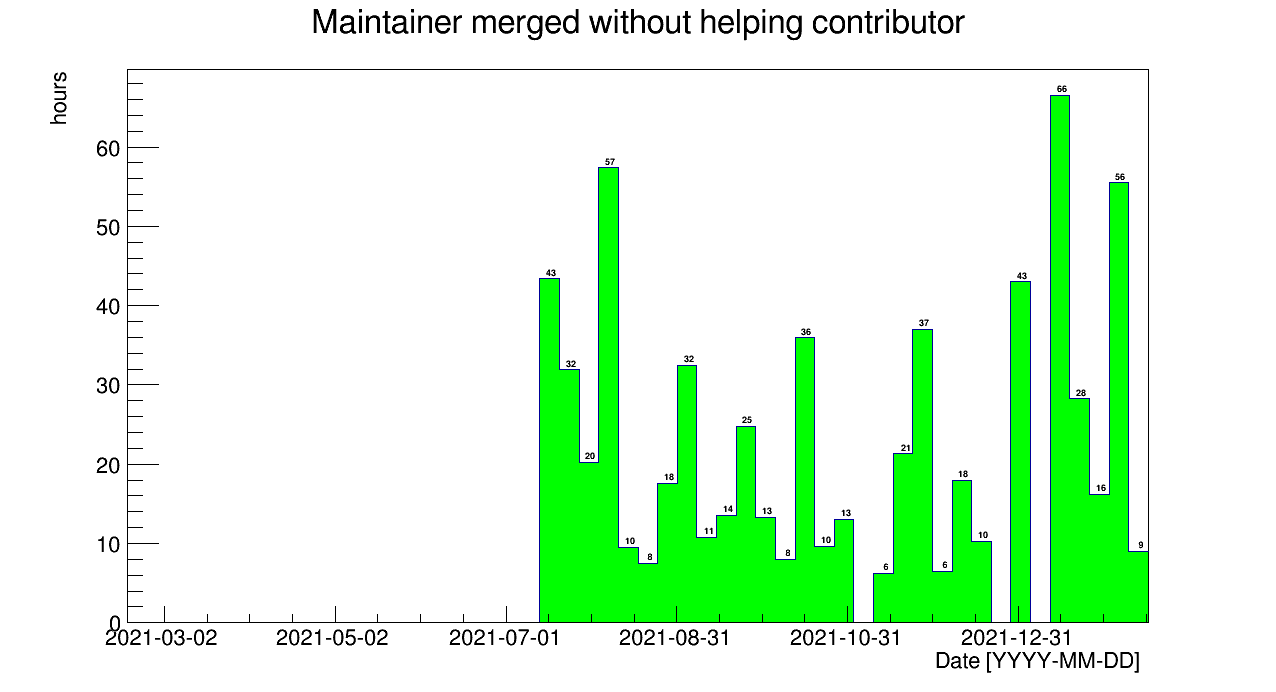 Maintainer merged without helping contributor
hours
60
50
40
30
20
10
0
43 32 20 57 10 8 18 32 11 14 25 13 8 36 10 13 6 21 37 6 18 10 43 66 28 16 56 9
2021-03-02 2021-05-02 2021-07-01 2021-08-31 2021-10-31 2021-12-31
Date [YYYY-MM-DD]